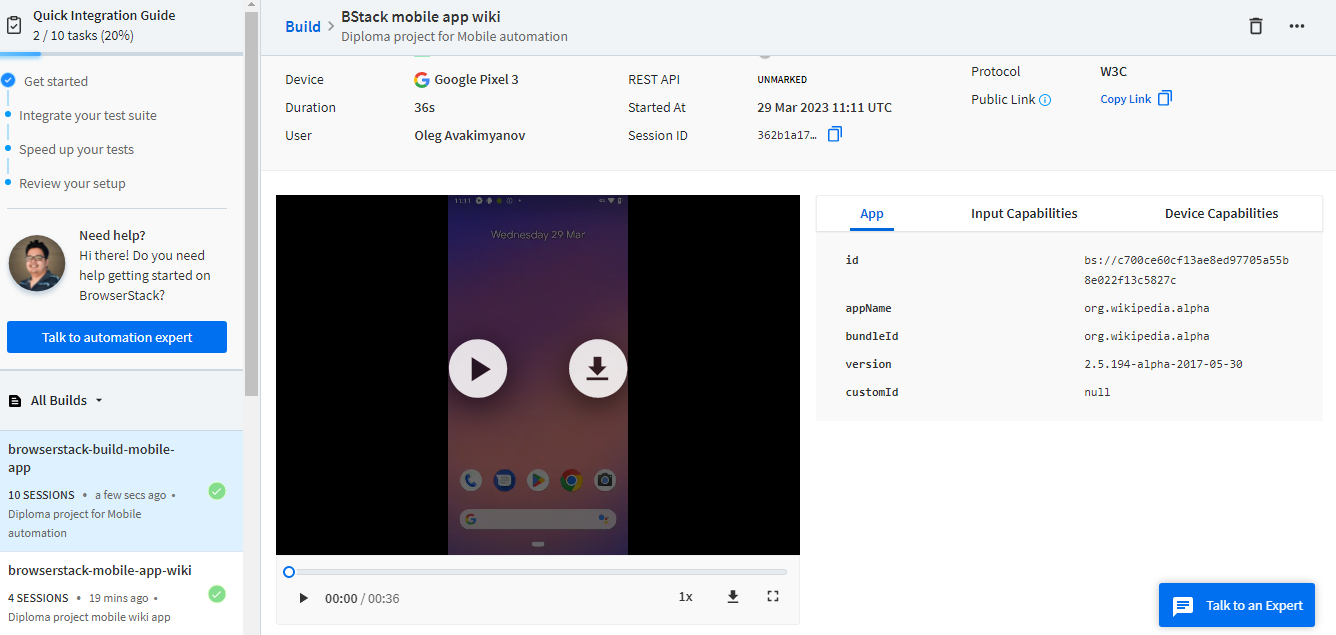 Quick Integration Guide
2 / 10 tasks (20%)
Get started
Integrate your test suite
Speed up your tests
Review your setup
Need help?
Hi there! Do you need
help getting started on
BrowserStack?
Talk to automation expert
All Builds
browserstack-build-mobile-
app
10 SESSIONS • a few secs ago •
Diploma project for Mobile
automation
browserstack-mobile-app-wiki
4 SESSIONS • 19 mins ago •
Diploma project mobile wiki app
Build > BStack mobile app wiki
Diploma project for Mobile automation
Device Google Pixel 3
Duration 36s
User Oleg Avakimyanov
REST API UNMARKED
Started At 29 Mar 2023 11:11 UTC
Session ID 362b1a17…
Protocol W3C
Public Link Copy Link
11:11
Wednesday 29 Mar
00:00 / 00:36
1x
App Input Capabilities Device Capabilities
id bs://c700ce60cf13ae8ed97705a55b
8e022f13c5827c
appName org.wikipedia.alpha
bundleId org.wikipedia.alpha
version 2.5.194-alpha-2017-05-30
customId null
Talk to an Expert